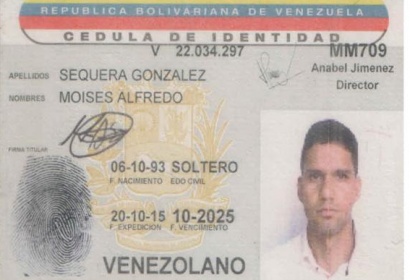 REPUBLICA BOLIVARIANA DE VENEZUELA
CEDULA DE IDENTIDAD
V 22.034.297 MM709
Anabel Jimenez
Director
APELLIDOS SEQUERA GONZALEZ
NOMBRES MOISES ALFREDO
FIRMA TITULAR
06-10-93 SOLTERO
F. NACIMIENTO EDO CIVIL
20-10-15 10-2025
F. EXPEDICION F. VENCIMIENTO
VENEZOLANO